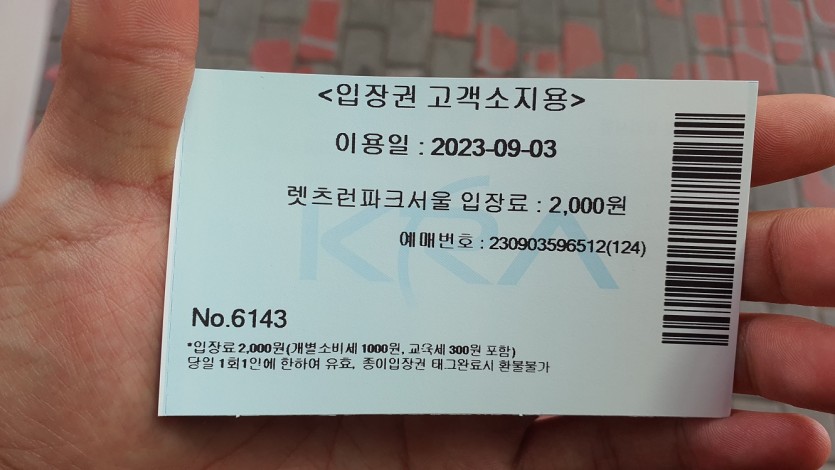 <입장권 고객소지용>
이용일 : 2023-09-03
렛츠런파크서울 입장료 : 2,000원
KRA
예매번호 : 230903596512(124)
No.6143
*입장료 2,000원(개별소비세 1000원, 교육세 300원 포함)
당일 1회1인에 한하여 유효, 종이입장권 태그완료시 환불불가